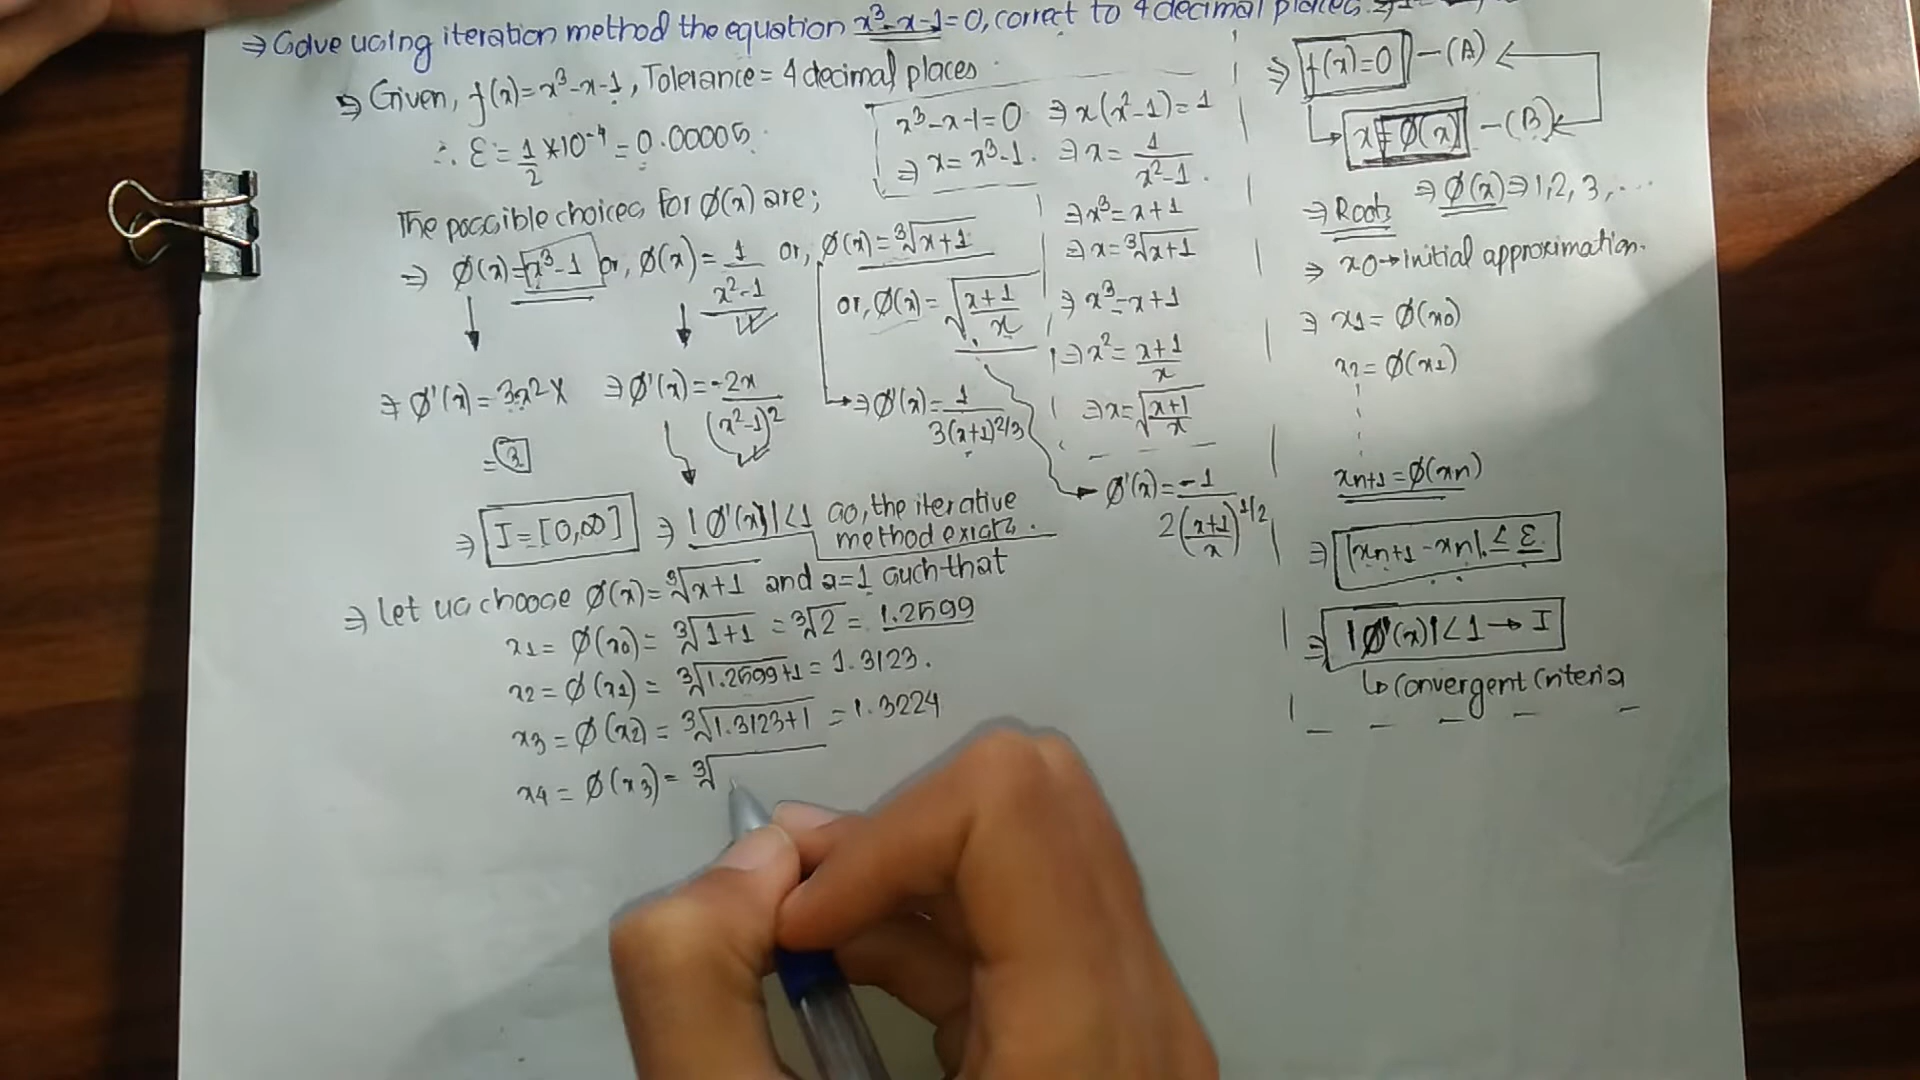 ⇒ Solve using iteration method the equation x³-x-1=0, correct to 4 decimal places.
⇒ Given, f(x)=x³-x-1, Tolerance = 4 decimal places
∴ Ɛ = 1/2 *10⁻⁴ = 0.00005
The possible choices for Ø(x) are;
⇒ Ø(x)=x³-1 or, Ø(x) = 1/(x²-1) or, Ø(x) = ∛(x+1)
or, Ø(x) = √((x+1)/x)
⇒ Ø'(x) = 3x² X ⇒ Ø'(x) = -2x/(x²-1)² ⇒ Ø'(x) = 1/(3(x+1)^2/3)
Ø'(x) = -1/(2((x+1)/x)^1/2)
⇒ I = [0,∞] ⇒ |Ø'(x)|<1 so, the iterative
method exists.
⇒ Let us choose Ø(x) = ∛(x+1) and a=1 such that
x1 = Ø(x0) = ∛(1+1) = ∛2 = 1.2599
x2 = Ø(x1) = ∛(1.2599+1) = 1.3123.
x3 = Ø(x2) = ∛(1.3123+1) = 1.3224
x4 = Ø(x3) = ∛
x³-x-1=0 ⇒ x(x²-1)=1
⇒ x = x³-1. ⇒ x = 1/(x²-1).
⇒ x³ = x+1
⇒ x = ∛(x+1)
⇒ x³ = x+1
⇒ x² = (x+1)/x
⇒ x = √((x+1)/x)
⇒ f(x)=0 -(A)
x = Ø(x) -(B)
⇒ Roots ⇒ Ø(x) ⇒ 1,2,3,...
⇒ x0 → initial approximation.
⇒ x1 = Ø(x0)
x2 = Ø(x1)
xn+1 = Ø(xn)
⇒ |xn+1 - xn| ≤ Ɛ
⇒ |Ø'(x)|<1 → I
↳ Convergent Criteria